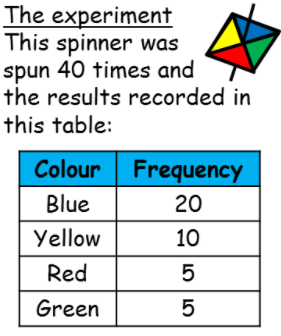 The experiment
This spinner was
spun 40 times and
the results recorded in
this table:
Colour Frequency
Blue 20
Yellow 10
Red 5
Green 5